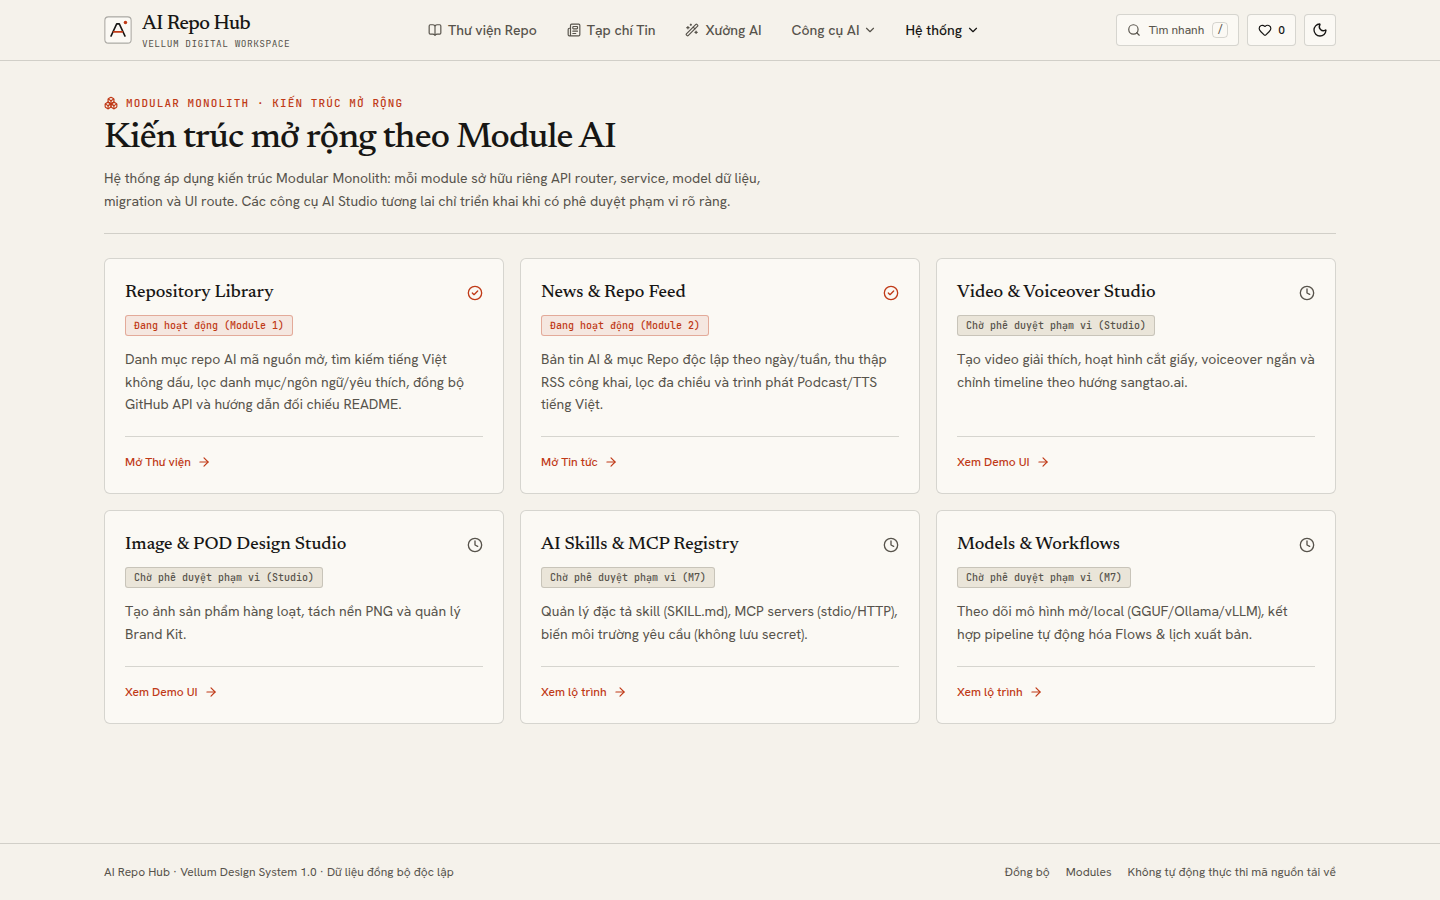 AI Repo Hub
VELLUM DIGITAL WORKSPACE
Thư viện Repo
Tạp chí Tin
Xưởng AI
Công cụ AI
Hệ thống
Tìm nhanh /
0
MODULAR MONOLITH · KIẾN TRÚC MỞ RỘNG
Kiến trúc mở rộng theo Module AI
Hệ thống áp dụng kiến trúc Modular Monolith: mỗi module sở hữu riêng API router, service, model dữ liệu,
migration và UI route. Các công cụ AI Studio tương lai chỉ triển khai khi có phê duyệt phạm vi rõ ràng.
Repository Library
Đang hoạt động (Module 1)
Danh mục repo AI mã nguồn mở, tìm kiếm tiếng Việt
không dấu, lọc danh mục/ngôn ngữ/yêu thích, đồng bộ
GitHub API và hướng dẫn đối chiếu README.
Mở Thư viện
News & Repo Feed
Đang hoạt động (Module 2)
Bản tin AI & mục Repo độc lập theo ngày/tuần, thu thập
RSS công khai, lọc đa chiều và trình phát Podcast/TTS
tiếng Việt.
Mở Tin tức
Video & Voiceover Studio
Chờ phê duyệt phạm vi (Studio)
Tạo video giải thích, hoạt hình cắt giấy, voiceover ngắn và
chỉnh timeline theo hướng sangtao.ai.
Xem Demo UI
Image & POD Design Studio
Chờ phê duyệt phạm vi (Studio)
Tạo ảnh sản phẩm hàng loạt, tách nền PNG và quản lý
Brand Kit.
Xem Demo UI
AI Skills & MCP Registry
Chờ phê duyệt phạm vi (M7)
Quản lý đặc tả skill (SKILL.md), MCP servers (stdio/HTTP),
biến môi trường yêu cầu (không lưu secret).
Xem lộ trình
Models & Workflows
Chờ phê duyệt phạm vi (M7)
Theo dõi mô hình mở/local (GGUF/Ollama/vLLM), kết
hợp pipeline tự động hóa Flows & lịch xuất bản.
Xem lộ trình
AI Repo Hub · Vellum Design System 1.0 · Dữ liệu đồng bộ độc lập
Đồng bộ
Modules
Không tự động thực thi mã nguồn tải về